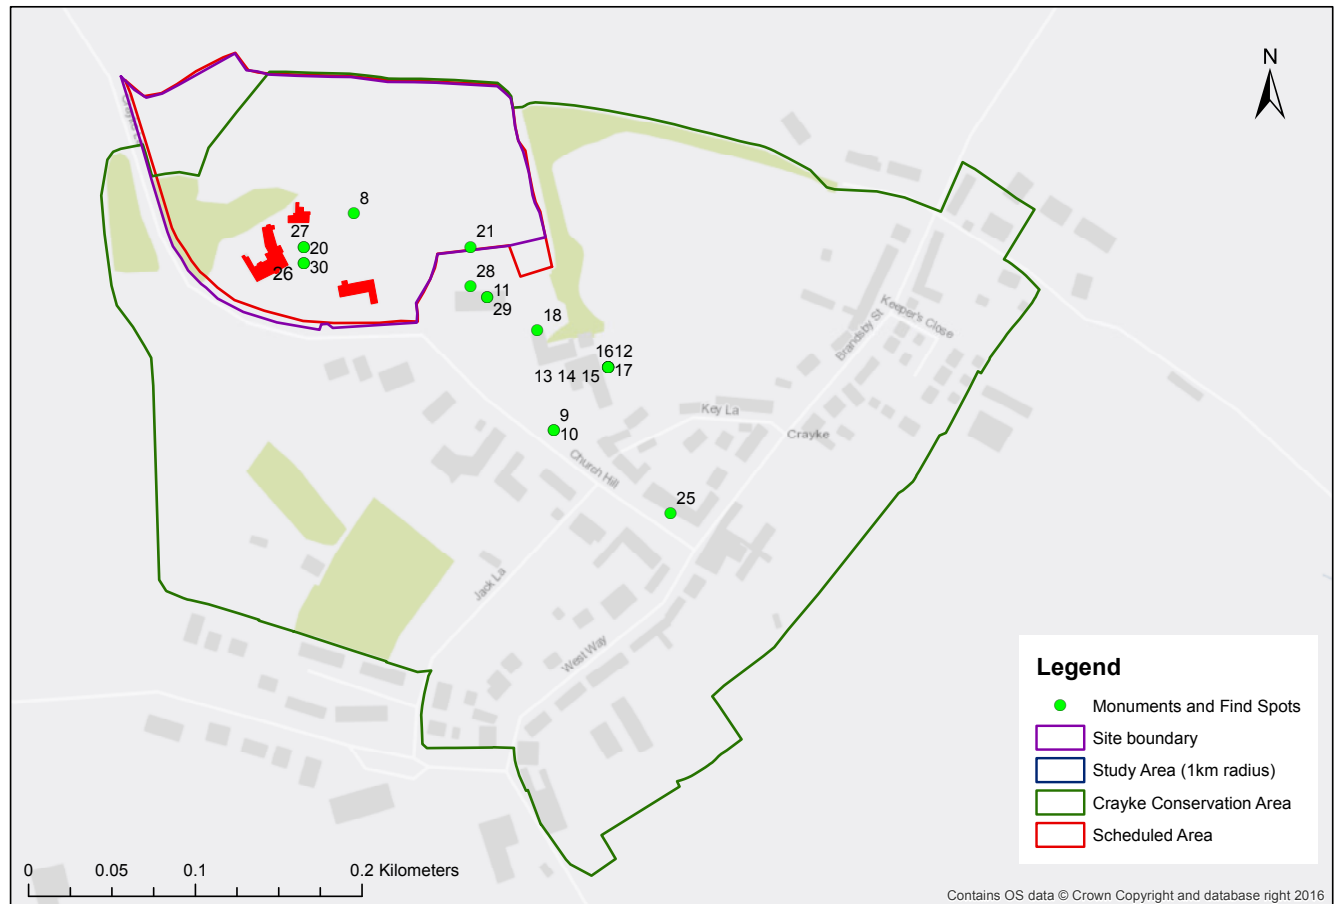 N
8
27
20
26
30
21
28
11
29
18
1612
13 14 15
17
9
10
25
Brandsby St
Keeper's Close
Key La
Crayke
Church Hill
Jack La
West Way
Legend
Monuments and Find Spots
Site boundary
Study Area (1km radius)
Crayke Conservation Area
Scheduled Area
0 0.05 0.1 0.2 Kilometers
Contains OS data © Crown Copyright and database right 2016